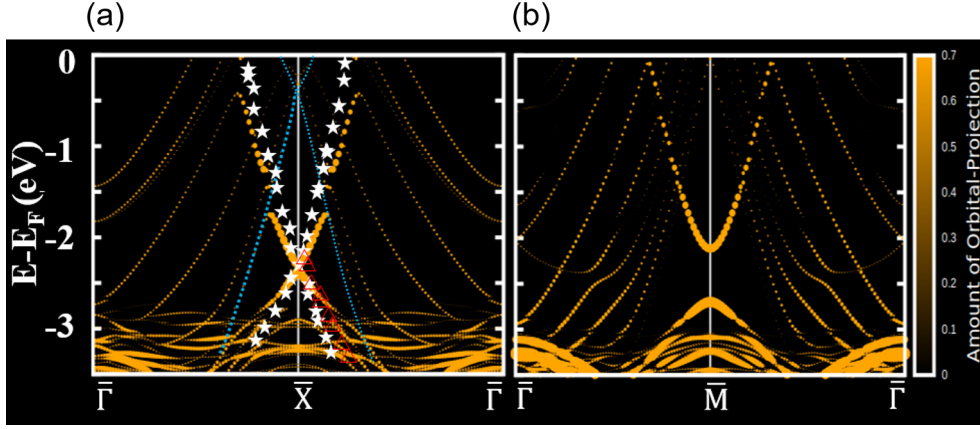 (a) (b)
0
-1
-2
-3
E-E_F (eV)
Γ̅ X̅ Γ̅
Γ̅ M̅ Γ̅
0.7
0.6
0.5
0.4
0.3
0.2
0.1
0
Amount of Orbital-Projection